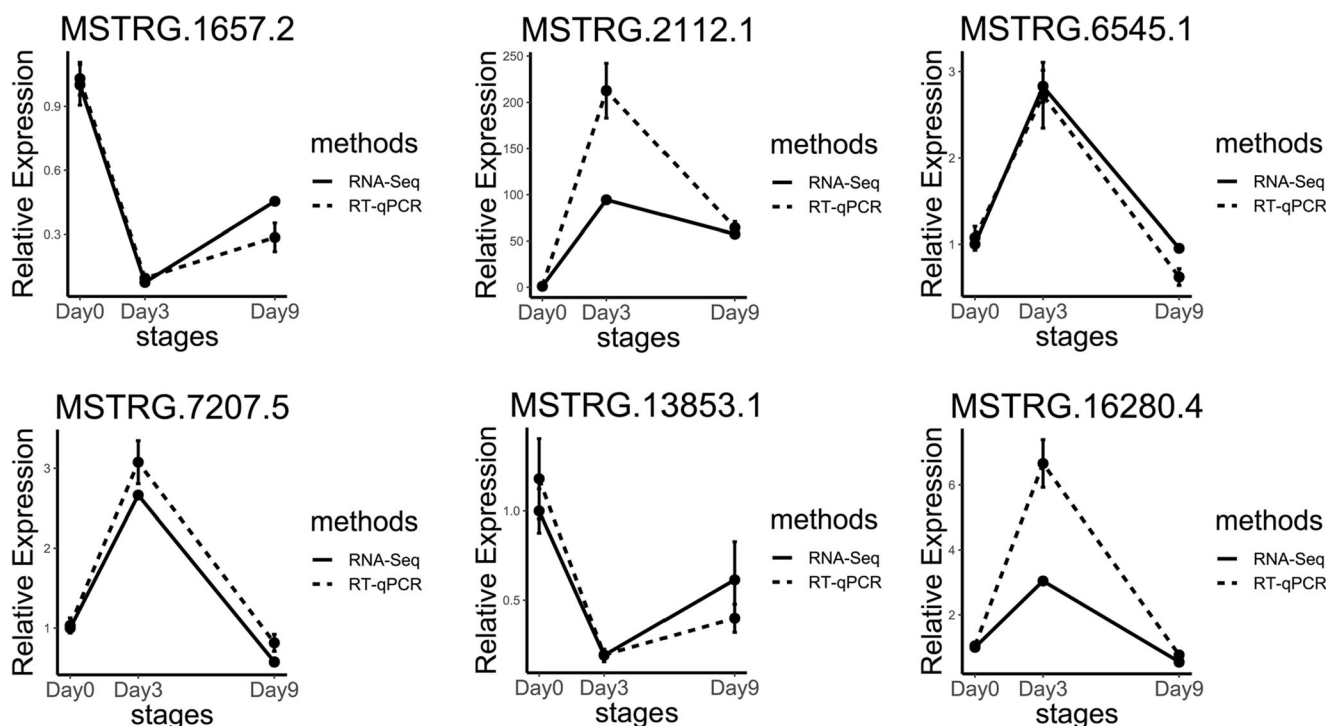 MSTRG.1657.2
Relative Expression
0.9
0.6
0.3
Day0 Day3 Day9
stages
methods
RNA-Seq
RT-qPCR
MSTRG.2112.1
Relative Expression
250
200
150
100
50
0
Day0 Day3 Day9
stages
methods
RNA-Seq
RT-qPCR
MSTRG.6545.1
Relative Expression
3
2
1
Day0 Day3 Day9
stages
methods
RNA-Seq
RT-qPCR
MSTRG.7207.5
Relative Expression
3
2
1
Day0 Day3 Day9
stages
methods
RNA-Seq
RT-qPCR
MSTRG.13853.1
Relative Expression
1.0
0.5
Day0 Day3 Day9
stages
methods
RNA-Seq
RT-qPCR
MSTRG.16280.4
Relative Expression
6
4
2
Day0 Day3 Day9
stages
methods
RNA-Seq
RT-qPCR